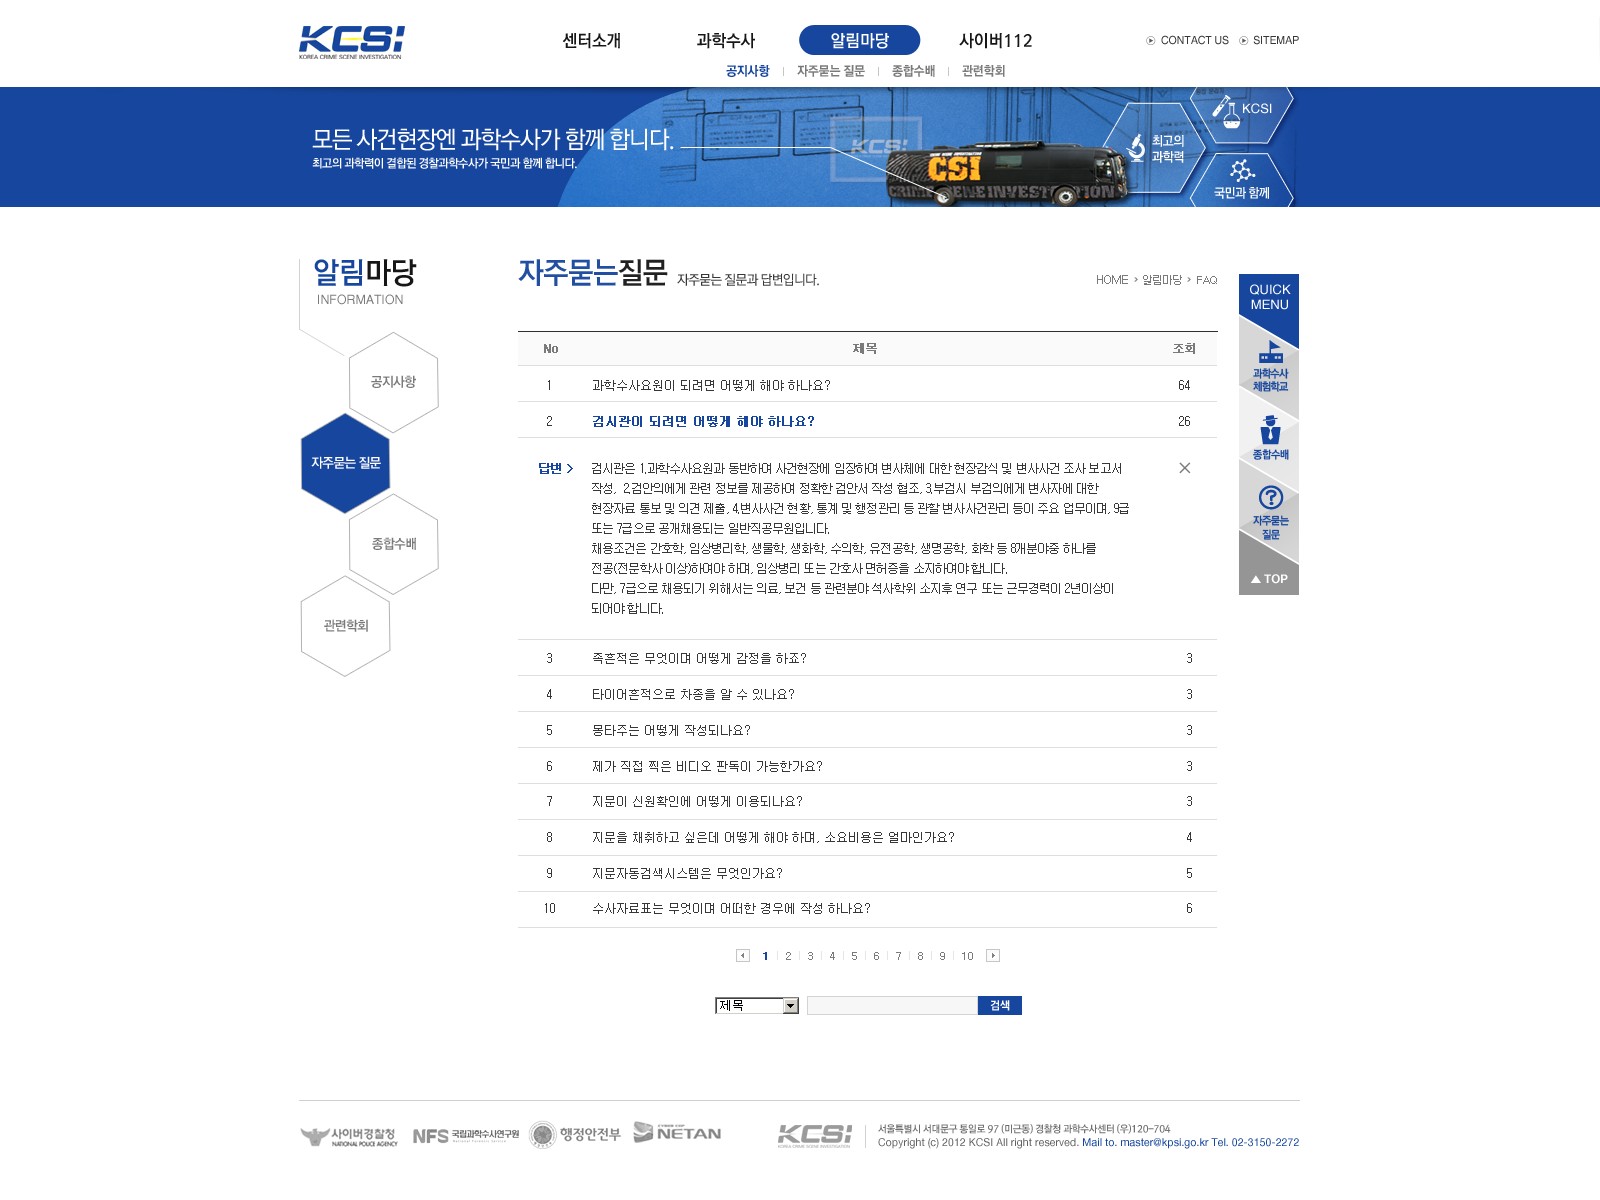 KCSI
KOREA CRIME SCENE INVESTIGATION
센터소개
과학수사
알림마당
사이버112
CONTACT US
SITEMAP
공지사항
자주묻는 질문
종합수배
관련학회
모든 사건현장엔 과학수사가 함께 합니다.
최고의 과학력이 결합된 경찰과학수사가 국민과 함께 합니다.
KCSI
CSI
CRIME SCENE INVESTIGATION
최고의
과학력
KCSI
국민과 함께
알림마당
INFORMATION
공지사항
자주묻는 질문
종합수배
관련학회
자주묻는질문 자주묻는 질문과 답변입니다.
HOME > 알림마당 > FAQ
No 제목 조회
1 과학수사요원이 되려면 어떻게 해야 하나요? 64
2 검시관이 되려면 어떻게 해야 하나요? 26
답변 > 검시관은 1.과학수사요원과 동반하여 사건현장에 임장하여 변사체에 대한 현장감식 및 변사사건 조사 보고서
작성, 2.검안의에게 관련 정보를 제공하여 정확한 검안서 작성 협조, 3.부검시 부검의에게 변사자에 대한
현장자료 통보 및 의견 제출, 4.변사사건 현황, 통계 및 행정관리 등 관할 변사사건관리 등이 주요 업무이며, 9급
또는 7급으로 공개채용되는 일반직공무원입니다.
채용조건은 간호학, 임상병리학, 생물학, 생화학, 수의학, 유전공학, 생명공학, 화학 등 8개분야중 하나를
전공(전문학사 이상)하여야 하며, 임상병리 또는 간호사 면허증을 소지하여야 합니다.
다만, 7급으로 채용되기 위해서는 의료, 보건 등 관련분야 석사학위 소지후 연구 또는 근무경력이 2년이상이
되어야 합니다.
3 족흔적은 무엇이며 어떻게 감정을 하죠? 3
4 타이어흔적으로 차종을 알 수 있나요? 3
5 몽타주는 어떻게 작성되나요? 3
6 제가 직접 찍은 비디오 판독이 가능한가요? 3
7 지문이 신원확인에 어떻게 이용되나요? 3
8 지문을 채취하고 싶은데 어떻게 해야 하며, 소요비용은 얼마인가요? 4
9 지문자동검색시스템은 무엇인가요? 5
10 수사자료표는 무엇이며 어떠한 경우에 작성 하나요? 6
1 2 3 4 5 6 7 8 9 10
제목
검색
QUICK
MENU
과학수사
체험학교
종합수배
자주묻는
질문
TOP
사이버경찰청
NATIONAL POLICE AGENCY
NFS 국립과학수사연구원
행정안전부
NETAN
KCSI
KOREA CRIME SCENE INVESTIGATION
서울특별시 서대문구 통일로 97 (미근동) 경찰청 과학수사센터 (우)120-704
Copyright (c) 2012 KCSI All right reserved. Mail to. master@kpsi.go.kr Tel. 02-3150-2272